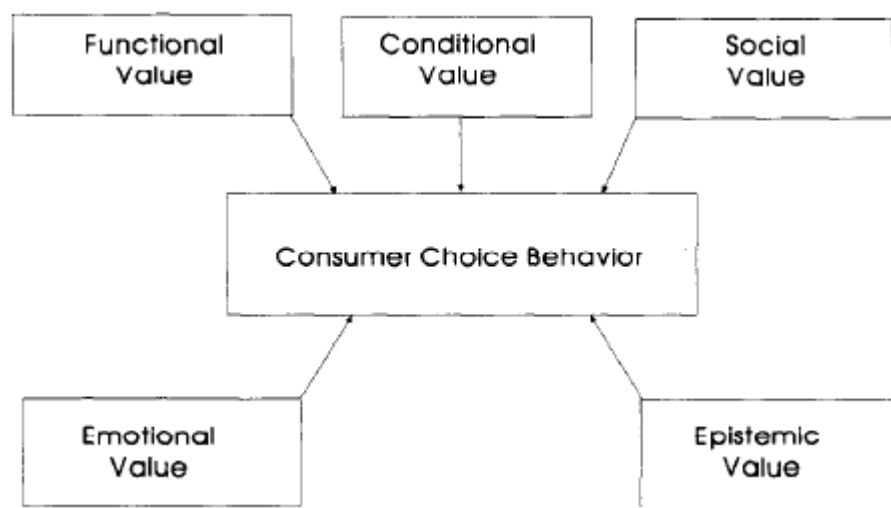 Functional
Value
Conditional
Value
Social
Value
Consumer Choice Behavior
Emotional
Value
Epistemic
Value